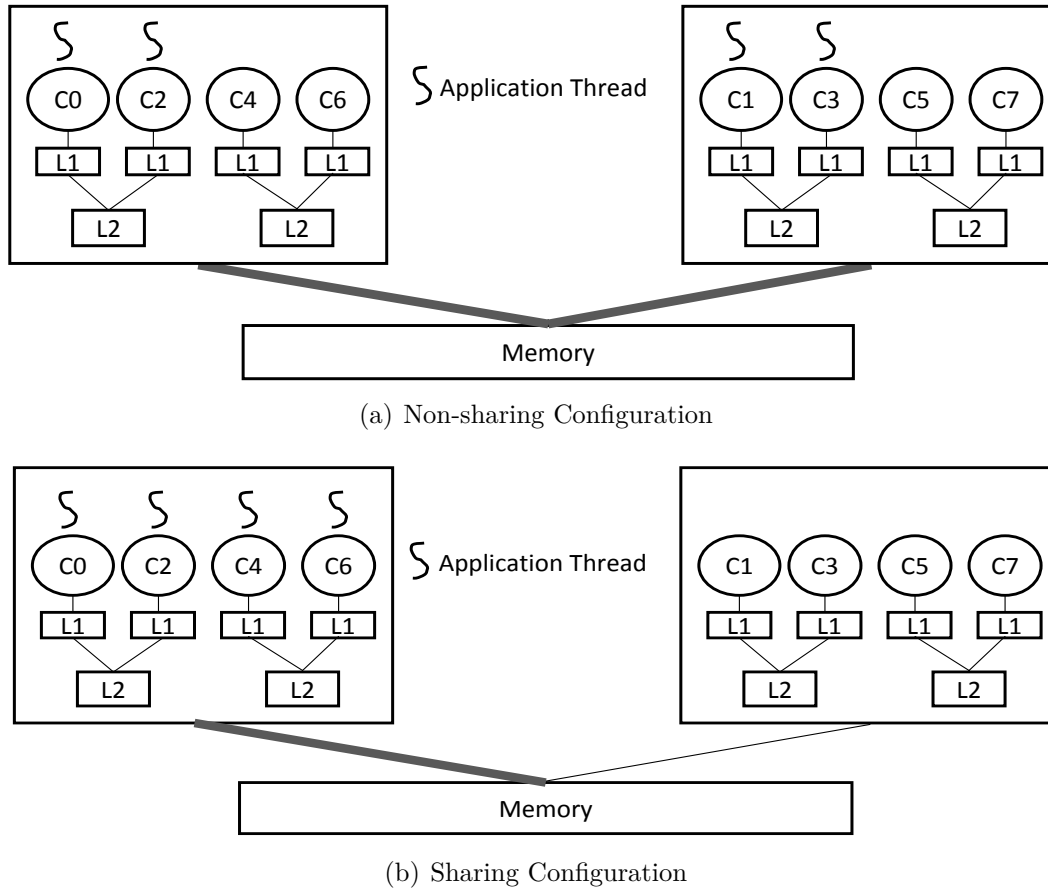 C0 C2 C4 C6 Application Thread C1 C3 C5 C7
L1 L1 L1 L1 L1 L1 L1 L1
L2 L2 L2 L2
Memory
(a) Non-sharing Configuration
C0 C2 C4 C6 Application Thread C1 C3 C5 C7
L1 L1 L1 L1 L1 L1 L1 L1
L2 L2 L2 L2
Memory
(b) Sharing Configuration